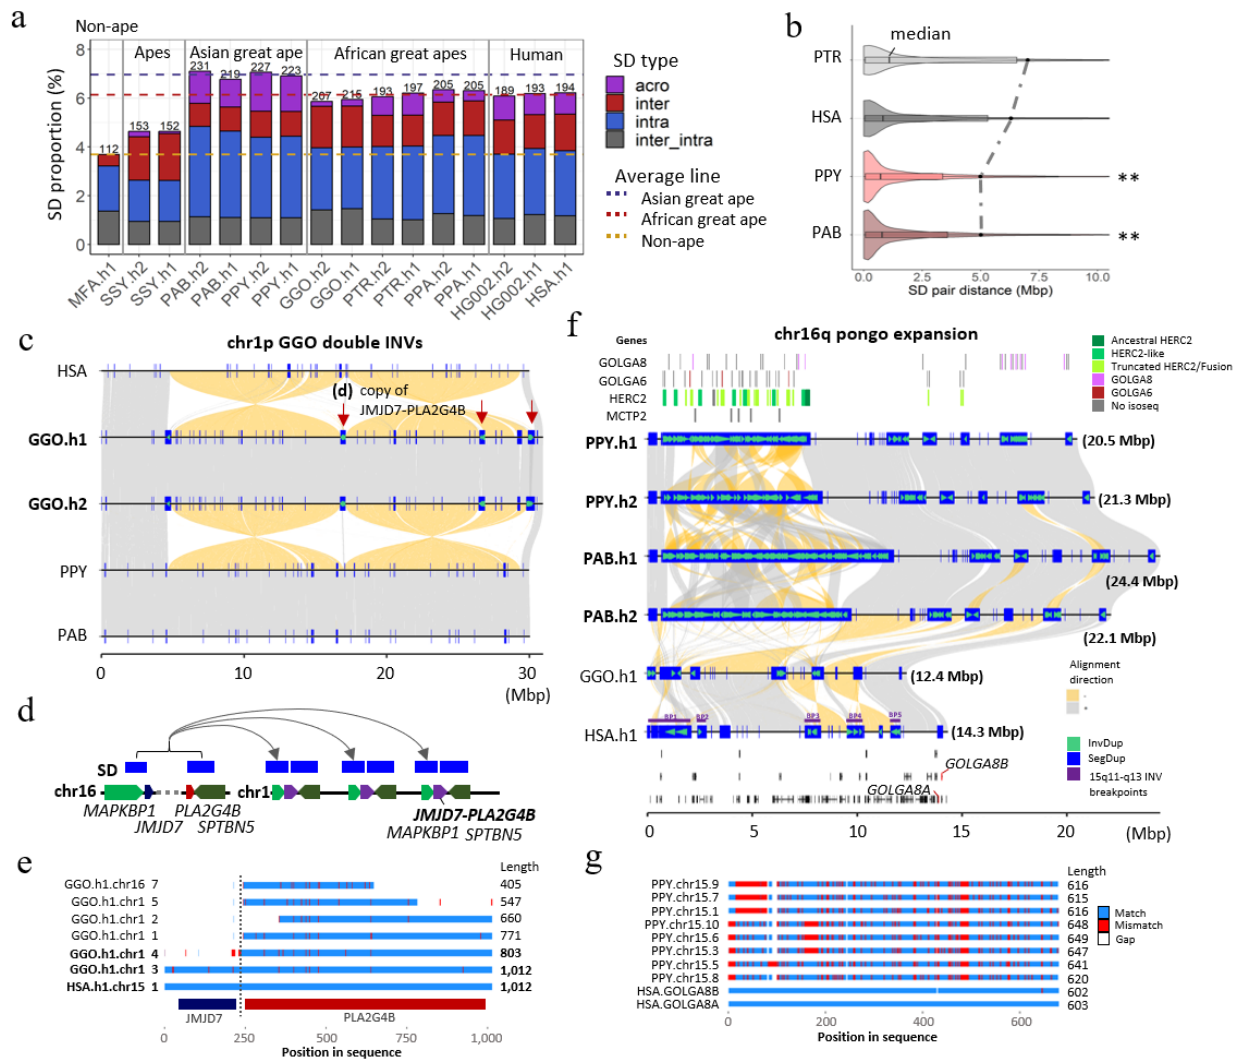 a
Non-ape
Apes
Asian great ape
African great apes
Human
8
6
4
2
0
SD proportion (%)
112
153
152
231
219
227
223
207
215
193
197
205
205
189
193
194
MFA.h1
SSY.h2
SSY.h1
PAB.h2
PAB.h1
PPY.h2
PPY.h1
GGO.h2
GGO.h1
PTR.h2
PTR.h1
PPA.h2
PPA.h1
HG002.h2
HG002.h1
HSA.h1
SD type
acro
inter
intra
inter_intra
Average line
Asian great ape
African great ape
Non-ape
b
median
PTR
HSA
PPY
**
PAB
**
0.0
2.5
5.0
7.5
10.0
SD pair distance (Mbp)
c
chr1p GGO double INVs
HSA
(d) copy of
JMJD7-PLA2G4B
GGO.h1
GGO.h2
PPY
PAB
0
10
20
30
(Mbp)
d
SD
chr16
chr1
MAPKBP1
PLA2G4B
JMJD7
SPTBN5
JMJD7-PLA2G4B
MAPKBP1 SPTBN5
e
Length
GGO.h1.chr16 7
405
GGO.h1.chr1 5
547
GGO.h1.chr1 2
660
GGO.h1.chr1 1
771
GGO.h1.chr1 4
803
GGO.h1.chr1 3
1,012
HSA.h1.chr15 1
1,012
JMJD7
PLA2G4B
0
250
500
750
1,000
Position in sequence
f
chr16q pongo expansion
Genes
GOLGA8
GOLGA6
HERC2
MCTP2
Ancestral HERC2
HERC2-like
Truncated HERC2/Fusion
GOLGA8
GOLGA6
No isoseq
PPY.h1
(20.5 Mbp)
PPY.h2
(21.3 Mbp)
PAB.h1
(24.4 Mbp)
PAB.h2
(22.1 Mbp)
GGO.h1
(12.4 Mbp)
BP1
BP2
BP3
BP4
BP5
HSA.h1
(14.3 Mbp)
Alignment
direction
-
+
InvDup
SegDup
15q11-q13 INV
breakpoints
GOLGA8B
GOLGA8A
0
5
10
15
20
(Mbp)
g
Length
PPY.chr15.9
616
PPY.chr15.7
615
PPY.chr15.1
616
PPY.chr15.10
648
PPY.chr15.6
649
PPY.chr15.3
647
PPY.chr15.5
641
PPY.chr15.8
620
HSA.GOLGA8B
602
HSA.GOLGA8A
603
Match
Mismatch
Gap
0
200
400
600
Position in sequence